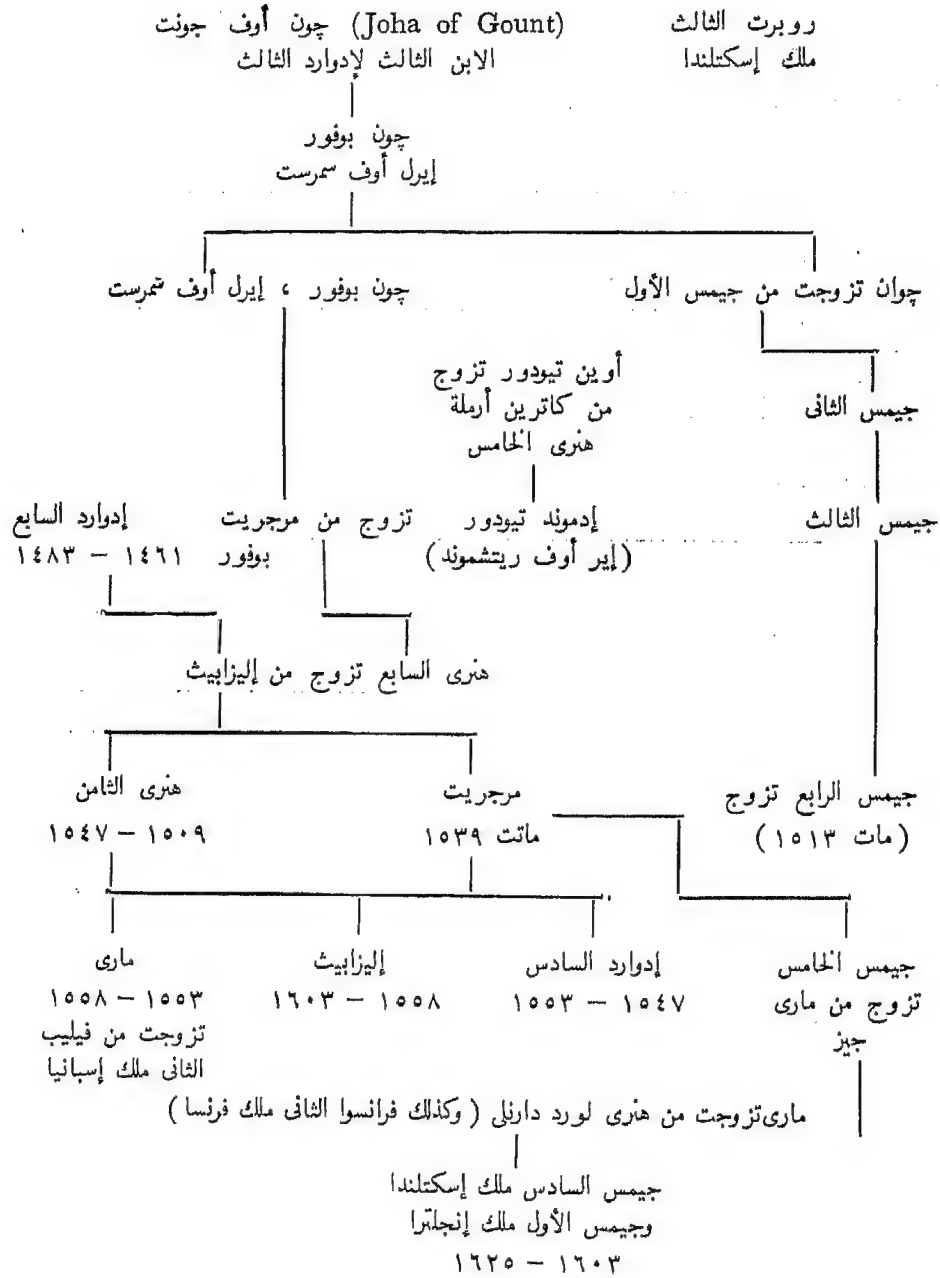 روبرت الثالث
ملك إسكتلندا
چون أوف جونت (Joha of Gount)
الابن الثالث لإدوارد الثالث
چون بوفور
إيرل أوف سمرست
چوان تزوجت من جيمس الأول
چون بوفور ، إيرل أوف سمرست
أوين تيودور تزوج
من كاترين أرملة
هنرى الخامس
جيمس الثانى
جيمس الثالث
إدموند تيودور
(إير أوف ريتشموند)
تزوج من مرجريت
بوفور
إدوارد السابع
١٤٦١ – ١٤٨٣
هنرى السابع تزوج من إليزابيث
جيمس الرابع تزوج
(مات ١٥١٣)
مرجريت
ماتت ١٥٣٩
هنرى الثامن
١٥٠٩ – ١٥٤٧
جيمس الخامس
تزوج من مارى
جيز
إدوارد السادس
١٥٤٧ – ١٥٥٣
إليزابيث
١٥٥٨ – ١٦٠٣
مارى
١٥٥٣ – ١٥٥٨
تزوجت من فيليب
الثانى ملك إسبانيا
مارى تزوجت من هنرى لورد دارنلى (وكذلك فرانسوا الثانى ملك فرنسا)
جيمس السادس ملك إسكتلندا
وجيمس الأول ملك إنجلترا
١٦٠٣ – ١٦٢٥